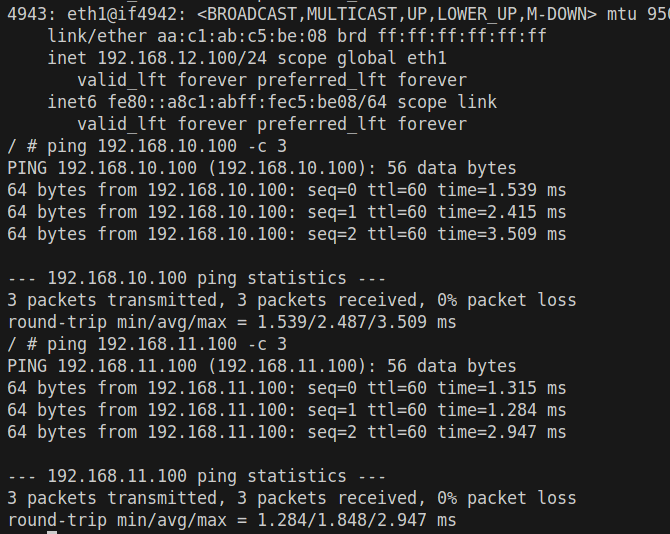 4943: eth1@if4942: <BROADCAST,MULTICAST,UP,LOWER_UP,M-DOWN> mtu 950
    link/ether aa:c1:ab:c5:be:08 brd ff:ff:ff:ff:ff:ff
    inet 192.168.12.100/24 scope global eth1
       valid_lft forever preferred_lft forever
    inet6 fe80::a8c1:abff:fec5:be08/64 scope link
       valid_lft forever preferred_lft forever
/ # ping 192.168.10.100 -c 3
PING 192.168.10.100 (192.168.10.100): 56 data bytes
64 bytes from 192.168.10.100: seq=0 ttl=60 time=1.539 ms
64 bytes from 192.168.10.100: seq=1 ttl=60 time=2.415 ms
64 bytes from 192.168.10.100: seq=2 ttl=60 time=3.509 ms

--- 192.168.10.100 ping statistics ---
3 packets transmitted, 3 packets received, 0% packet loss
round-trip min/avg/max = 1.539/2.487/3.509 ms
/ # ping 192.168.11.100 -c 3
PING 192.168.11.100 (192.168.11.100): 56 data bytes
64 bytes from 192.168.11.100: seq=0 ttl=60 time=1.315 ms
64 bytes from 192.168.11.100: seq=1 ttl=60 time=1.284 ms
64 bytes from 192.168.11.100: seq=2 ttl=60 time=2.947 ms

--- 192.168.11.100 ping statistics ---
3 packets transmitted, 3 packets received, 0% packet loss
round-trip min/avg/max = 1.284/1.848/2.947 ms